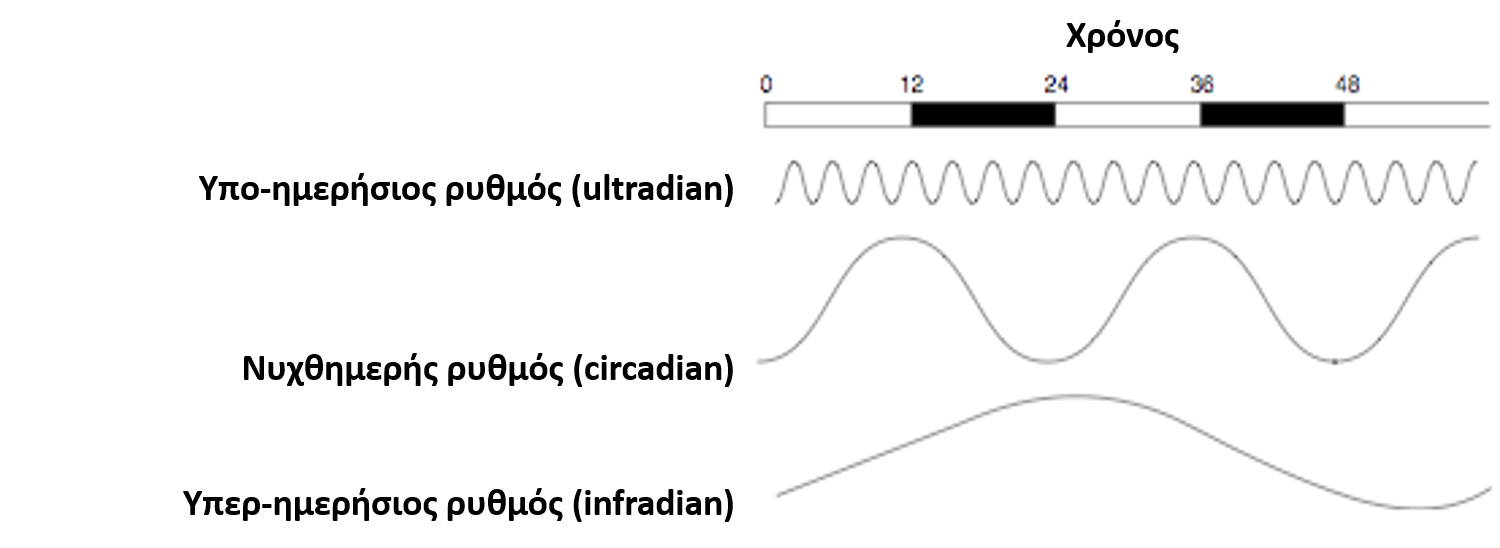 Χρόνος
0 12 24 36 48
Υπο-ημερήσιος ρυθμός (ultradian)
Νυχθημερής ρυθμός (circadian)
Υπερ-ημερήσιος ρυθμός (infradian)